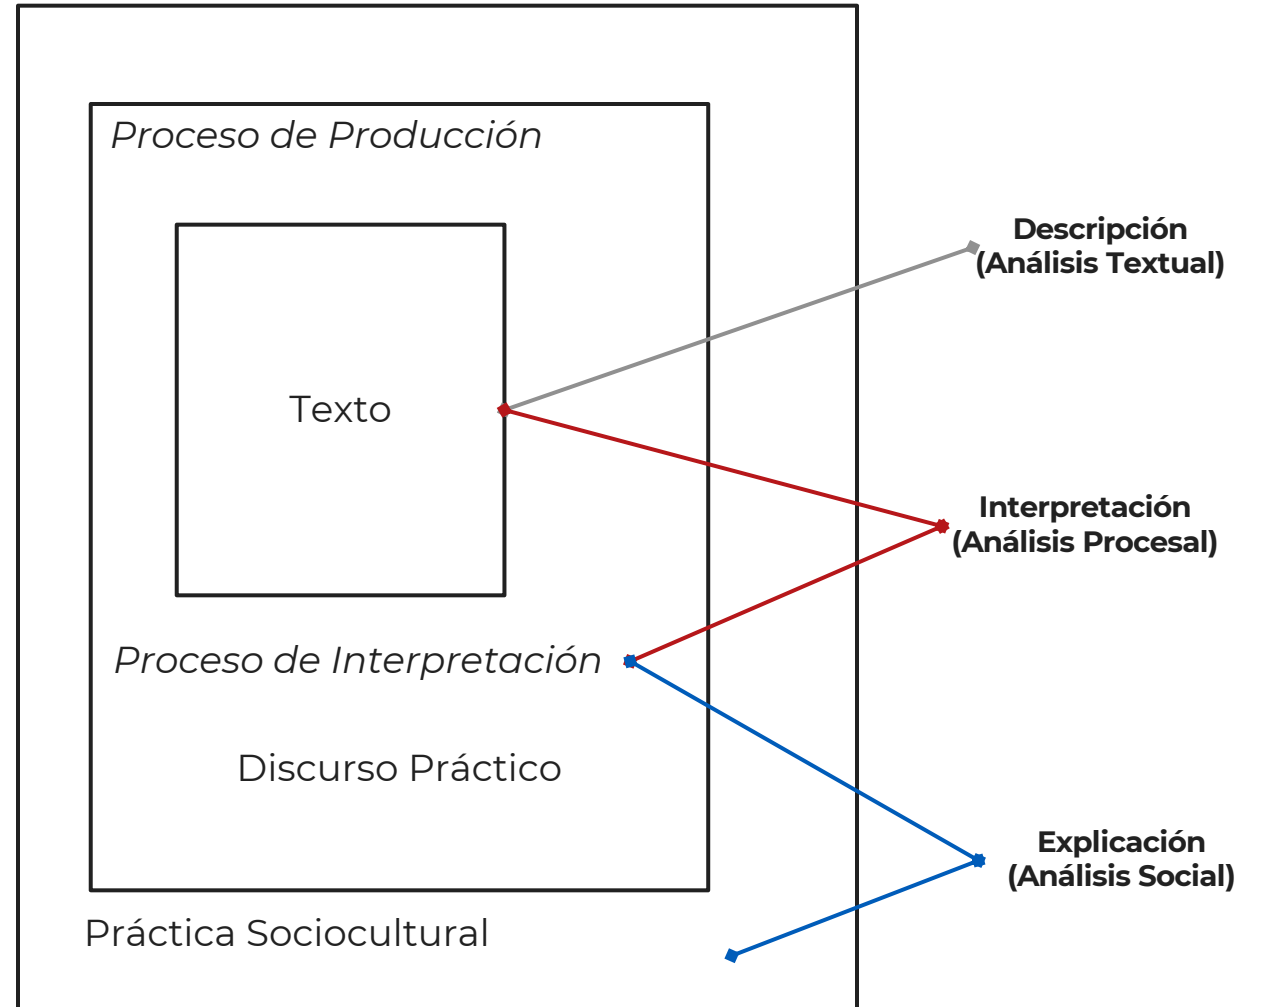 Proceso de Producción
Descripción
(Análisis Textual)
Texto
Interpretación
(Análisis Procesal)
Proceso de Interpretación
Discurso Práctico
Explicación
(Análisis Social)
Práctica Sociocultural